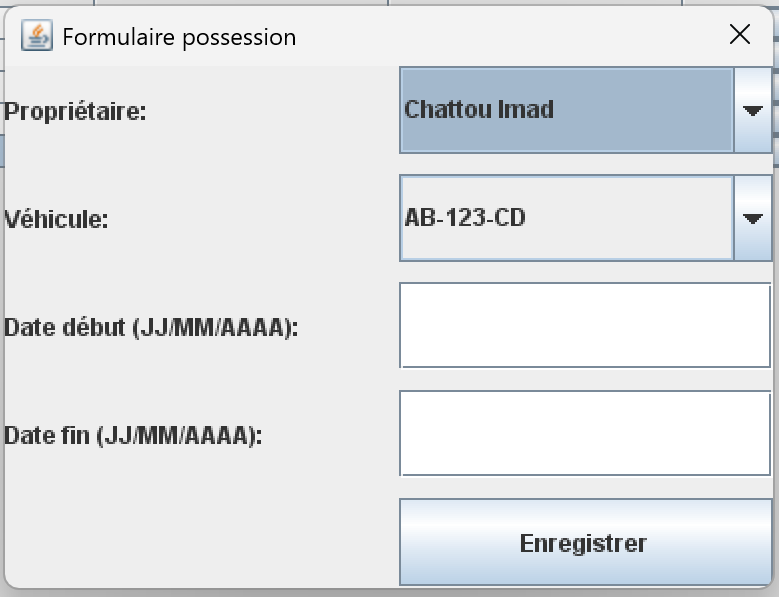 Formulaire possession
Propriétaire:
Chattou Imad
Véhicule:
AB-123-CD
Date début (JJ/MM/AAAA):
Date fin (JJ/MM/AAAA):
Enregistrer